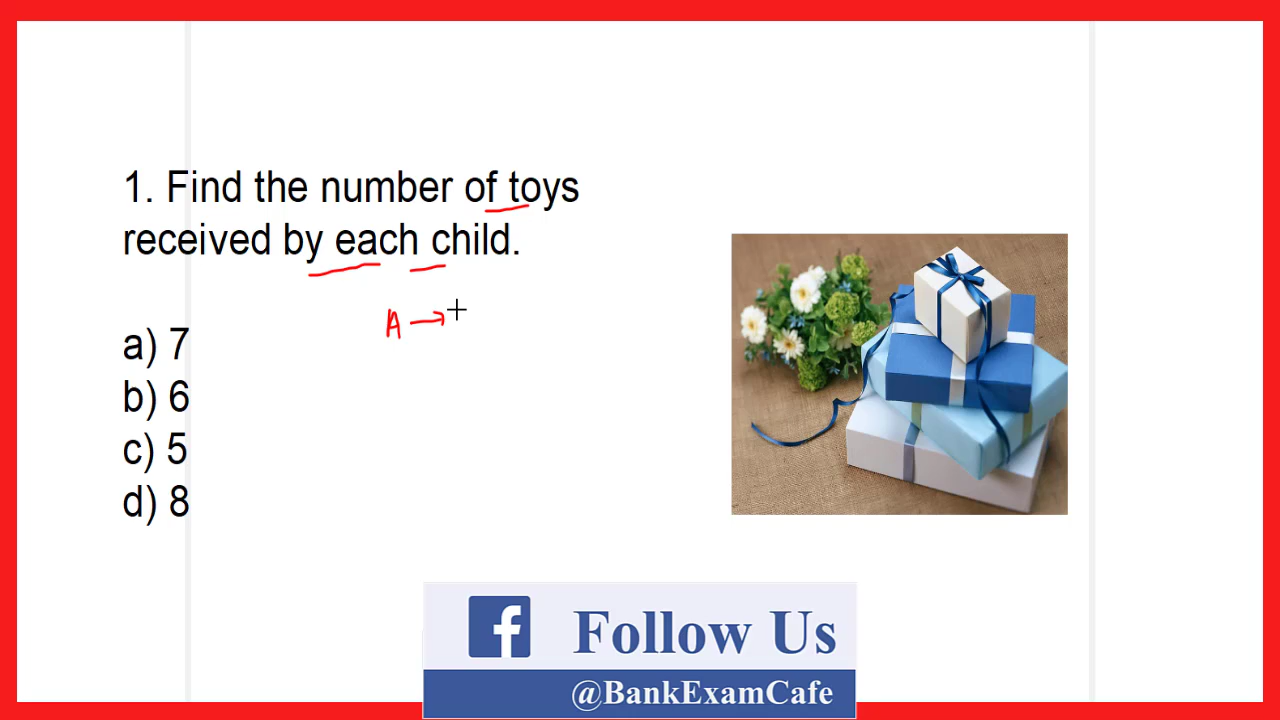 1. Find the number of toys
received by each child.
A →
a) 7
b) 6
c) 5
d) 8
f Follow Us
@BankExamCafe